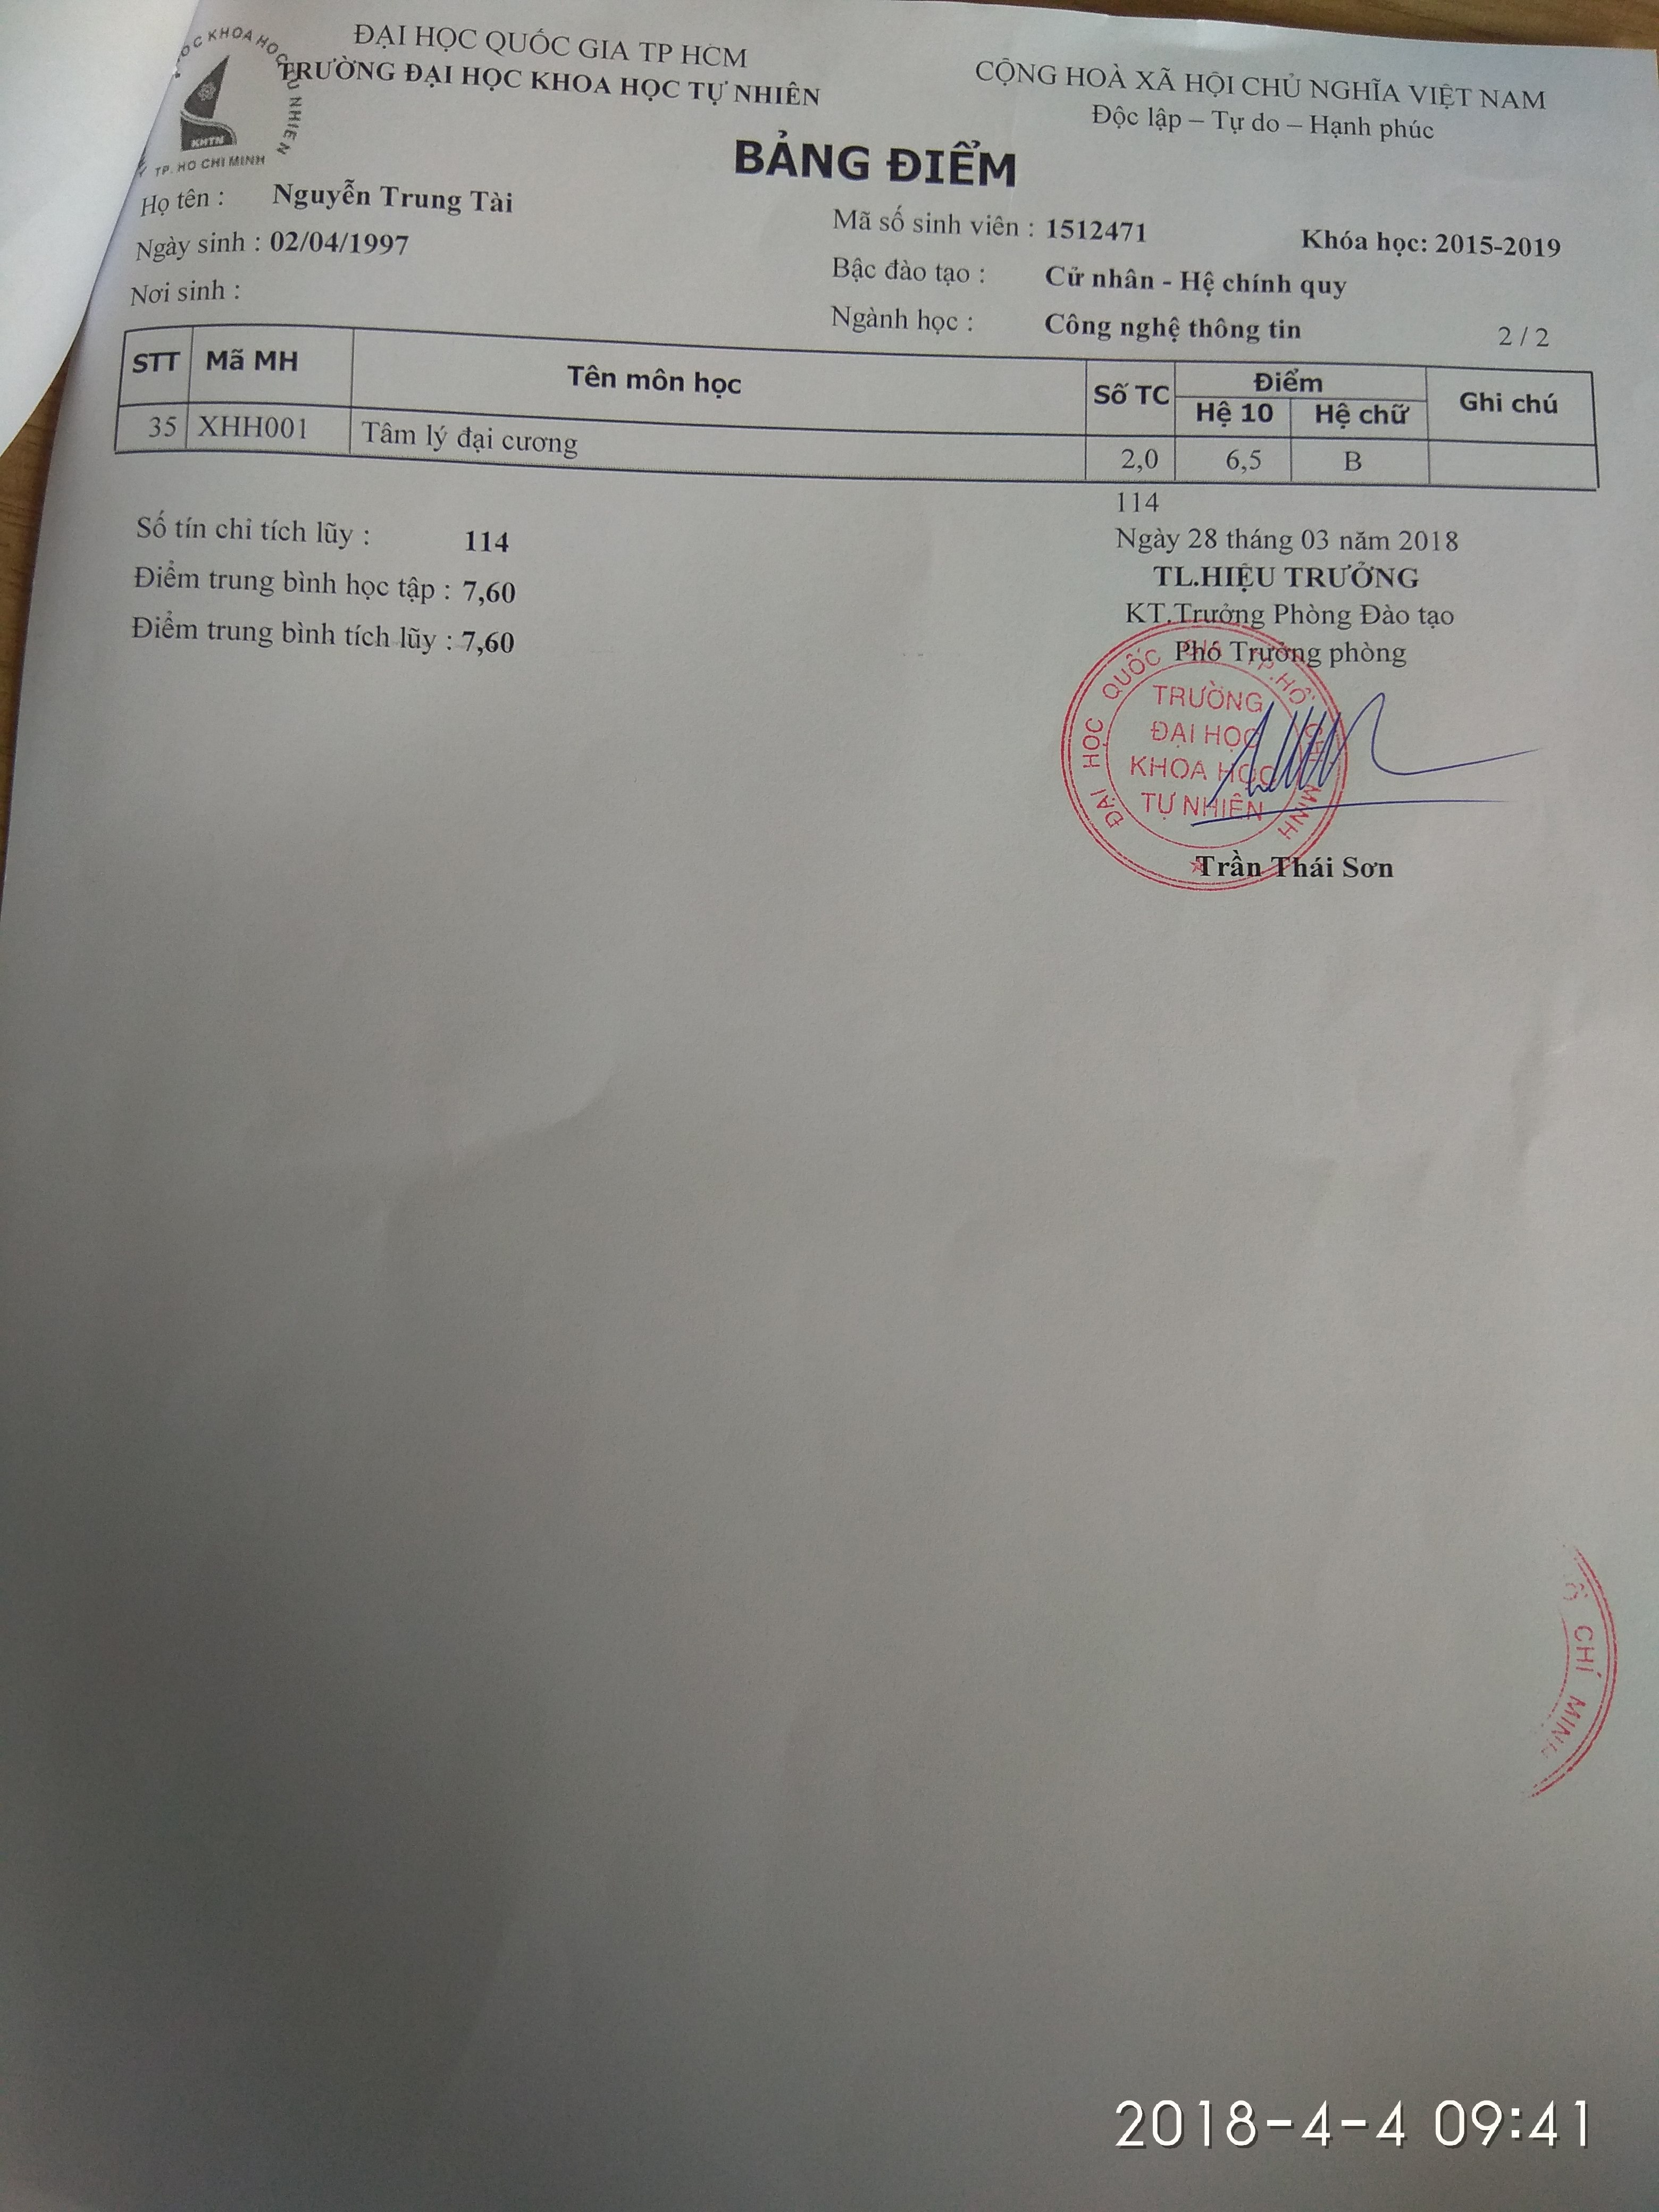 ĐẠI HỌC QUỐC GIA TP HCM
TRƯỜNG ĐẠI HỌC KHOA HỌC TỰ NHIÊN
CỘNG HOÀ XÃ HỘI CHỦ NGHĨA VIỆT NAM
Độc lập – Tự do – Hạnh phúc
KHOA HỌC TỰ NHIÊN
KHTN
TP. HO CHI MINH
BẢNG ĐIỂM
Họ tên : Nguyễn Trung Tài
Mã số sinh viên : 1512471 Khóa học: 2015-2019
Ngày sinh : 02/04/1997
Bậc đào tạo : Cử nhân - Hệ chính quy
Nơi sinh :
Ngành học : Công nghệ thông tin 2 / 2
STT Mã MH Tên môn học Số TC Điểm Ghi chú
Hệ 10 Hệ chữ
35 XHH001 Tâm lý đại cương 2,0 6,5 B
114
Số tín chỉ tích lũy : 114
Điểm trung bình học tập : 7,60
Điểm trung bình tích lũy : 7,60
Ngày 28 tháng 03 năm 2018
TL.HIỆU TRƯỞNG
KT.Trưởng Phòng Đào tạo
Phó Trưởng phòng
ĐẠI HỌC QUỐC GIA TP.HỒ CHÍ MINH
TRƯỜNG
ĐẠI HỌC
KHOA HỌC
TỰ NHIÊN
Trần Thái Sơn
CHÍ MINH
2018-4-4 09:41